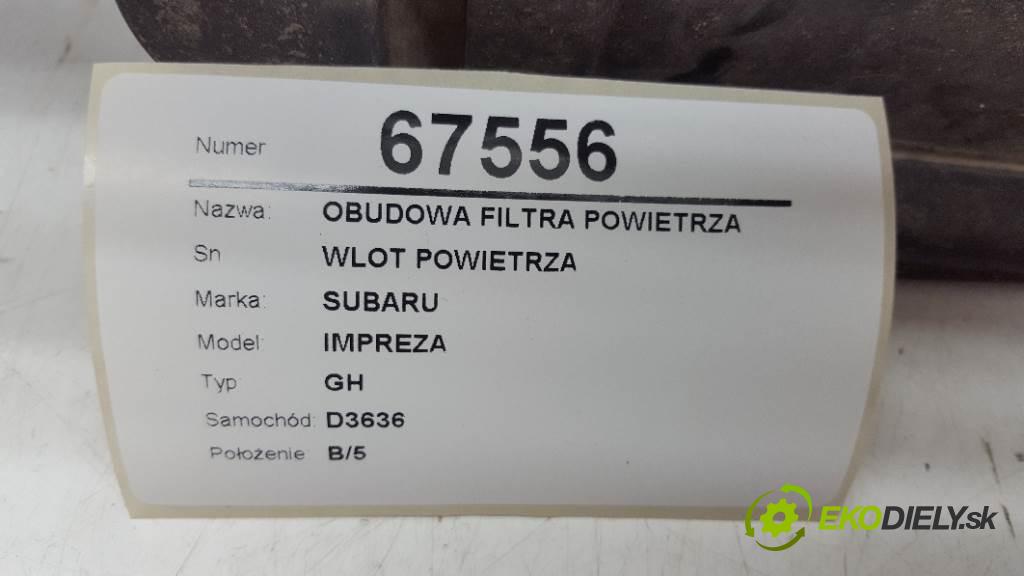 Numer 67556
Nazwa: OBUDOWA FILTRA POWIETRZA
Sn WLOT POWIETRZA
Marka: SUBARU
Model: IMPREZA
Typ GH
Samochód: D3636
Położenie B/5
EKODIELY.sk